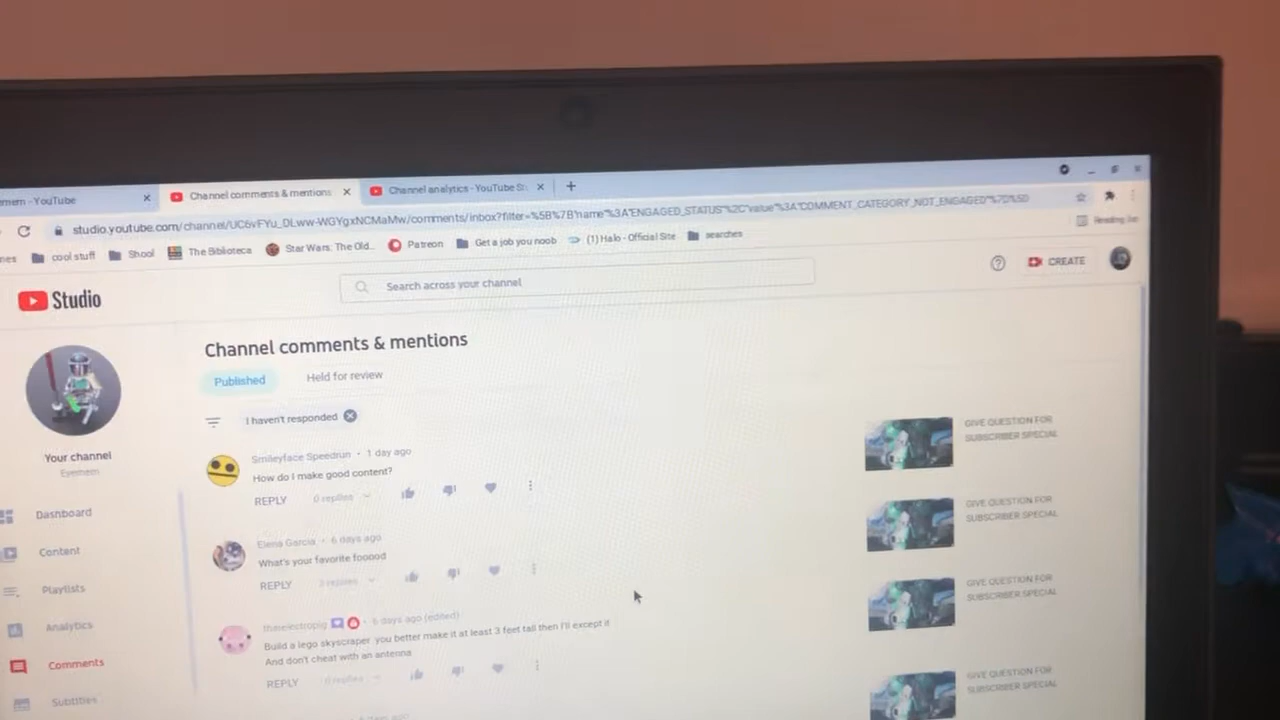 mem - YouTube
Channel comments & mentions
Channel analytics - YouTube St
studio.youtube.com/channel/UC6vFYu_DLww-WGYgxNCMaMw/comments/inbox?filter=%5B%7B"name"%3A"ENGAGED_STATUS"%2C"value"%3A"COMMENT_CATEGORY_NOT_ENGAGED"%7D%5D
nes
cool stuff
Shool
The Biblioteca
Star Wars: The Old...
Patreon
Get a job you noob
(1) Halo - Official Site
searches
Reading list
Studio
Search across your channel
CREATE
Channel comments & mentions
Published
Held for review
I haven't responded
Your channel
Evemem
Dashboard
Content
Playlists
Analytics
Comments
Subtitles
Smileyface Speedrun • 1 day ago
How do I make good content?
REPLY
0 replies
GIVE QUESTION FOR
SUBSCRIBER SPECIAL
Elena Garcia • 6 days ago
What's your favorite fooood
REPLY
replies
GIVE QUESTION FOR
SUBSCRIBER SPECIAL
6 days ago (edited)
Build a lego skyscraper you better make it at least 3 feet tall then I'll except it
And don't cheat with an antenna
REPLY
0 replies
GIVE QUESTION FOR
SUBSCRIBER SPECIAL
GIVE QUESTION FOR
SUBSCRIBER SPECIAL